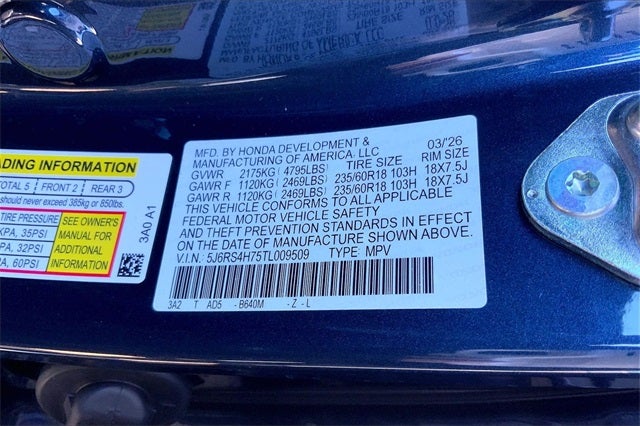 MFD. BY HONDA DEVELOPMENT & 03/'26
MANUFACTURING OF AMERICA, LLC
GVWR 2175KG (4795LBS) TIRE SIZE RIM SIZE
GAWR F 1120KG (2469LBS) 235/60R18 103H 18X7.5J
GAWR R 1120KG (2469LBS) 235/60R18 103H 18X7.5J
THIS VEHICLE CONFORMS TO ALL APPLICABLE
FEDERAL MOTOR VEHICLE SAFETY
AND THEFT PREVENTION STANDARDS IN EFFECT
ON THE DATE OF MANUFACTURE SHOWN ABOVE.
V.I.N: 5J6RS4H75TL009509 TYPE: MPV
3A2 T AD5 - B640M - Z - L
ADING INFORMATION
TOTAL 5 FRONT 2 REAR 3
should never exceed 385kg or 850lbs.
TIRE PRESSURE
KPA, 35PSI
PA, 32PSI
A, 60PSI
SEE OWNER'S
MANUAL FOR
ADDITIONAL
INFORMATION
3A0 A1